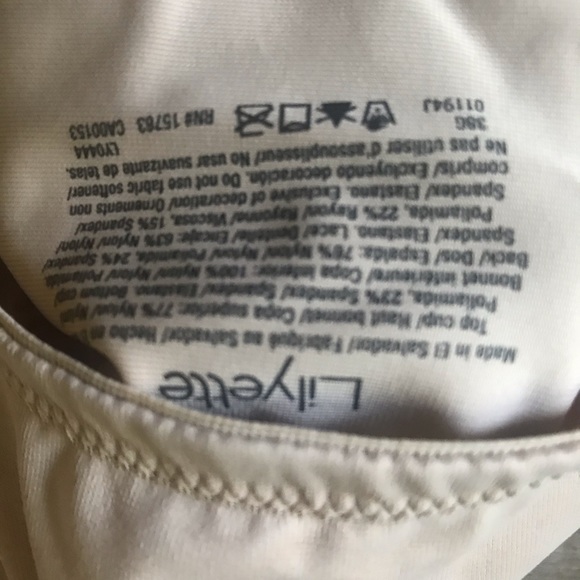 Lilyette
Made in El Salvador/ Fabriqué au Salvador/ Hecho en
Top cup/ Haut bonnet/ Copa superior: 77% Nylon/ Nylon
Poliamida, 23% Spandex/ Elastano. Bottom cup
Bonnet inférieur/ Copa inferior: 100% Nylon/ Nylon/ Poliamida
Back/ Dos/ Espalda: 76% Nylon/ Nylon/ Poliamida, 24% Spandex/
Spandex/ Elastano. Lace/ Dentelle/ Encaje: 63% Nylon/ Nylon/
Poliamida, 22% Rayon/ Rayonne/ Viscosa, 15% Spandex/
Spandex/ Elastano. Exclusive of decoration/ Ornements non
compris/ Excluyendo decoración. Do not use fabric softener/
Ne pas utiliser d'assouplisseur/ No usar suavizante de telas.
38G LY0444
01194J RN# 15763 CA00153